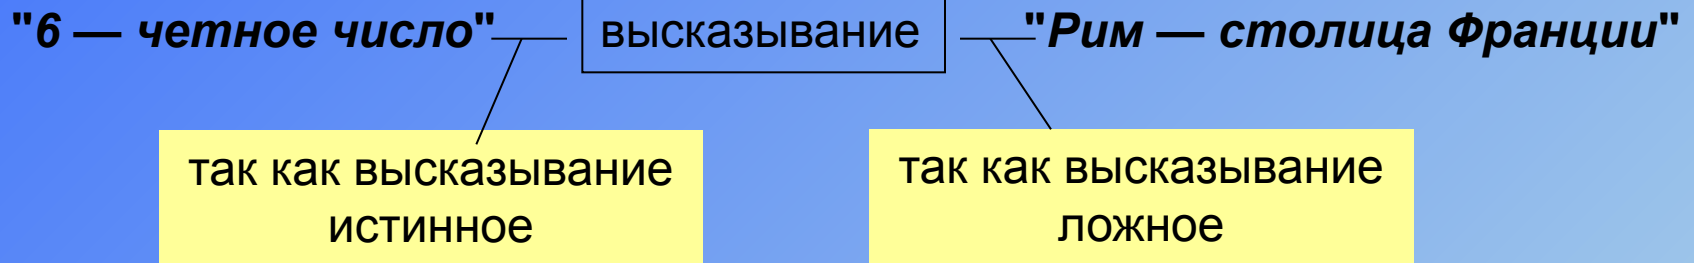 "6 — четное число" высказывание "Рим — столица Франции"
так как высказывание
истинное
так как высказывание
ложное